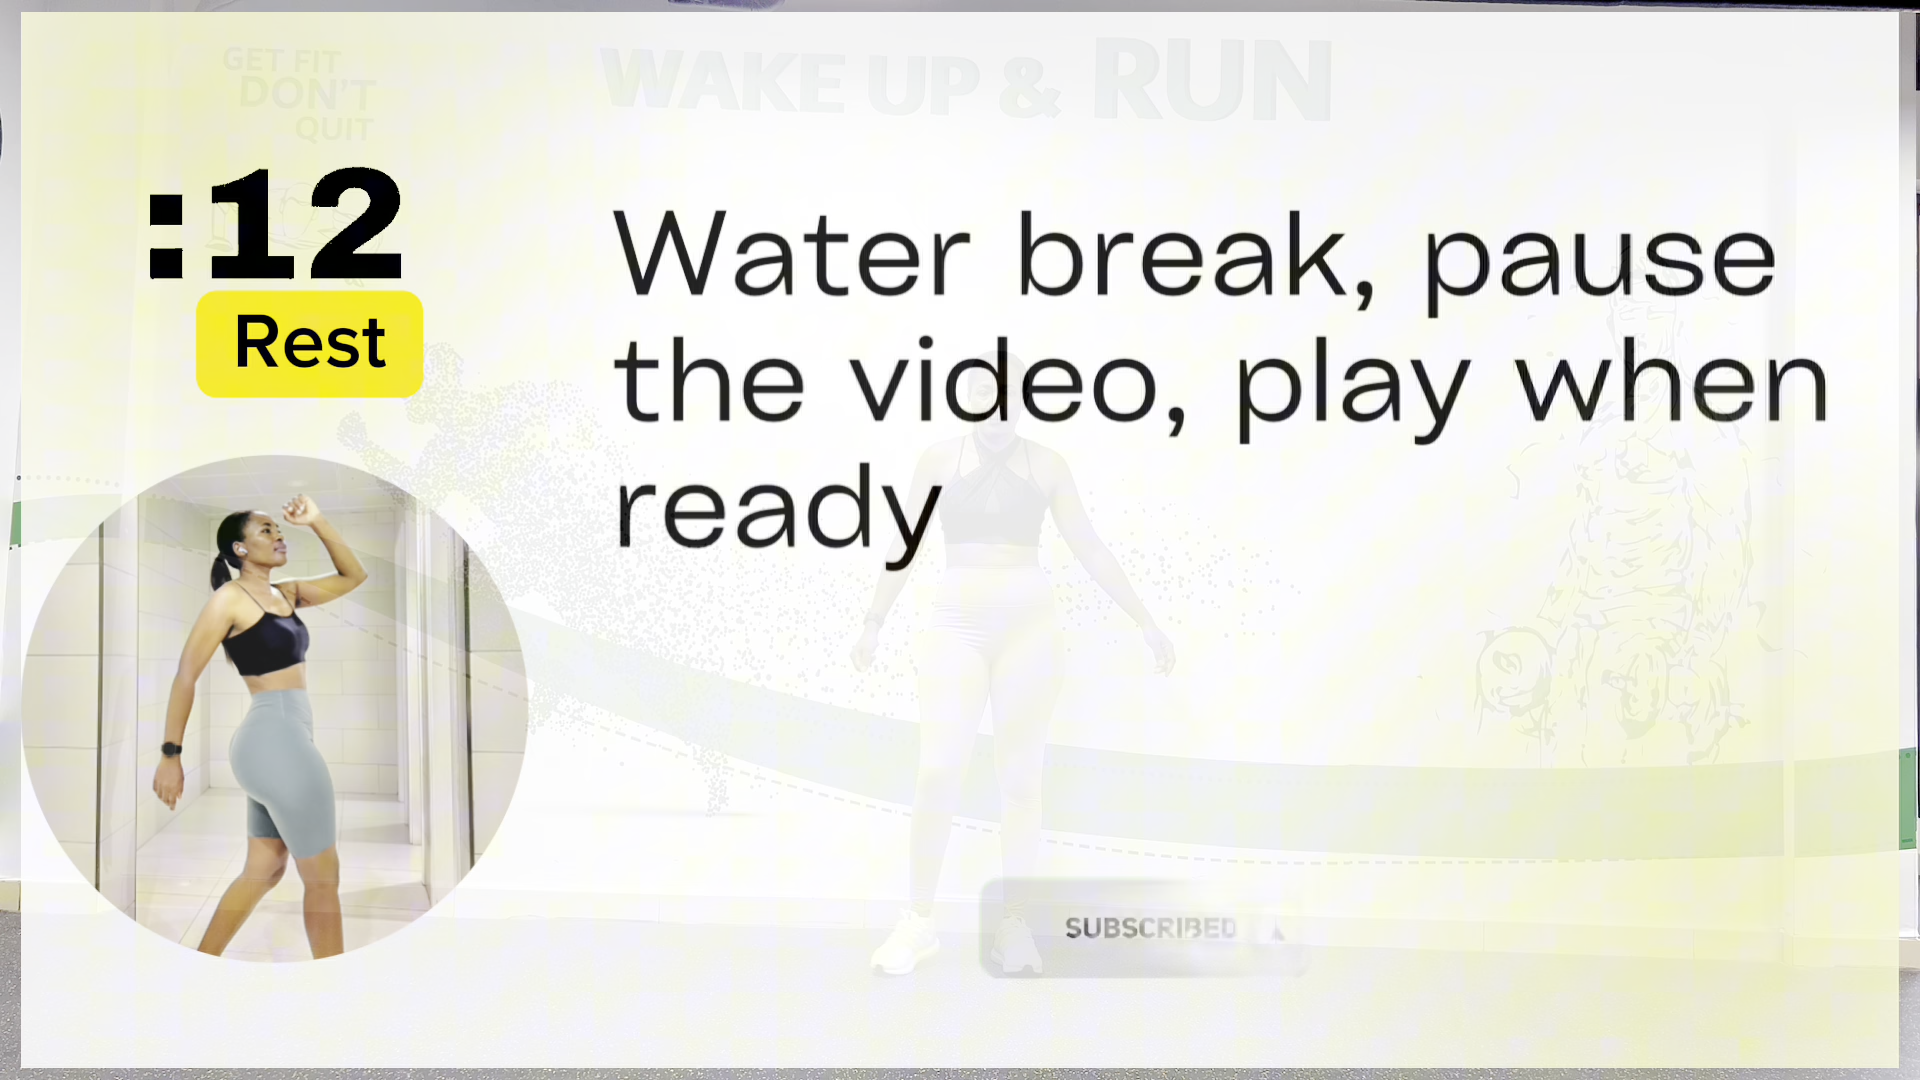 GET FIT
DON'T
QUIT
WAKE UP & RUN
:12
Rest
Water break, pause
the video, play when
ready
SUBSCRIBED